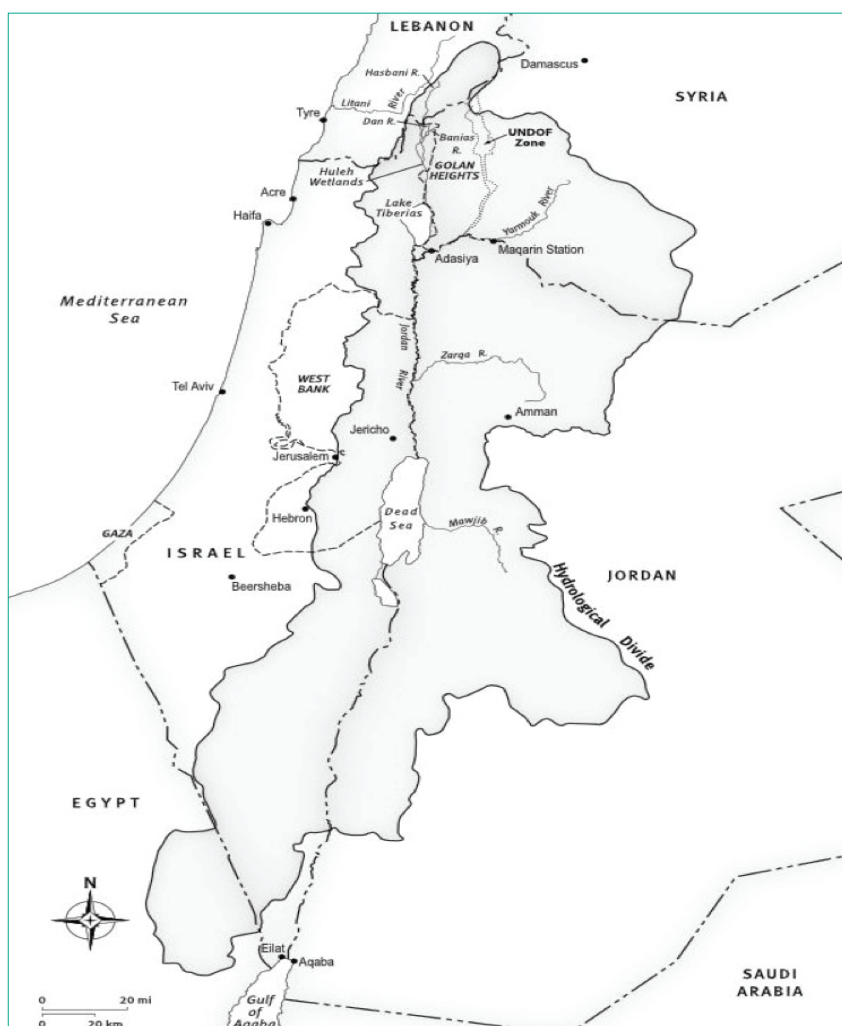 LEBANON
Hasbani R.
Damascus
SYRIA
Litani
River
Tyre
Dan R.
Banias
R.
UNDOF
Zone
GOLAN
HEIGHTS
Huleh
Wetlands
Acre
Lake
Tiberias
Haifa
Yarmouk River
Maqarin Station
Adasiya
Mediterranean
Sea
Jordan
River
Zarqa R.
WEST
BANK
Tel Aviv
Amman
Jericho
Jerusalem
Dead
Sea
Hebron
Mawjib R.
GAZA
ISRAEL
Beersheba
JORDAN
Hydrological Divide
EGYPT
N
Eilat
Aqaba
SAUDI
ARABIA
0 20 mi
0 20 km
Gulf
of
Aqaba